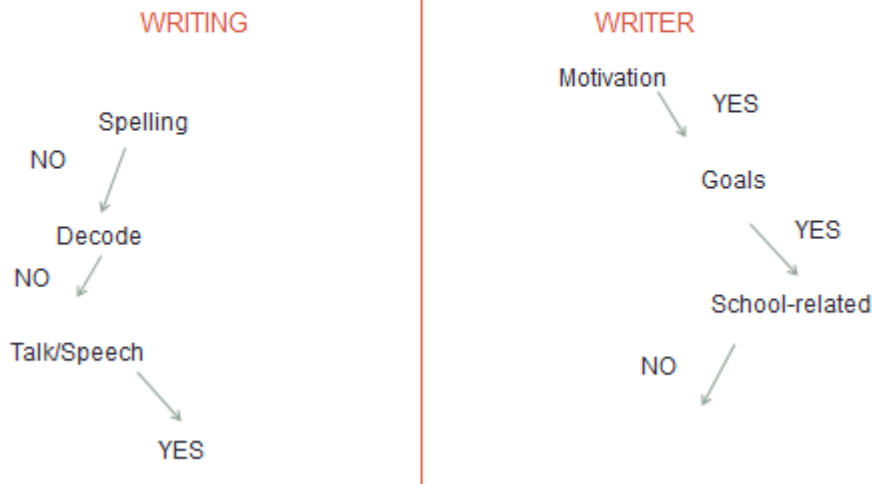 WRITING
Spelling
NO
Decode
NO
Talk/Speech
YES
WRITER
Motivation
YES
Goals
YES
School-related
NO